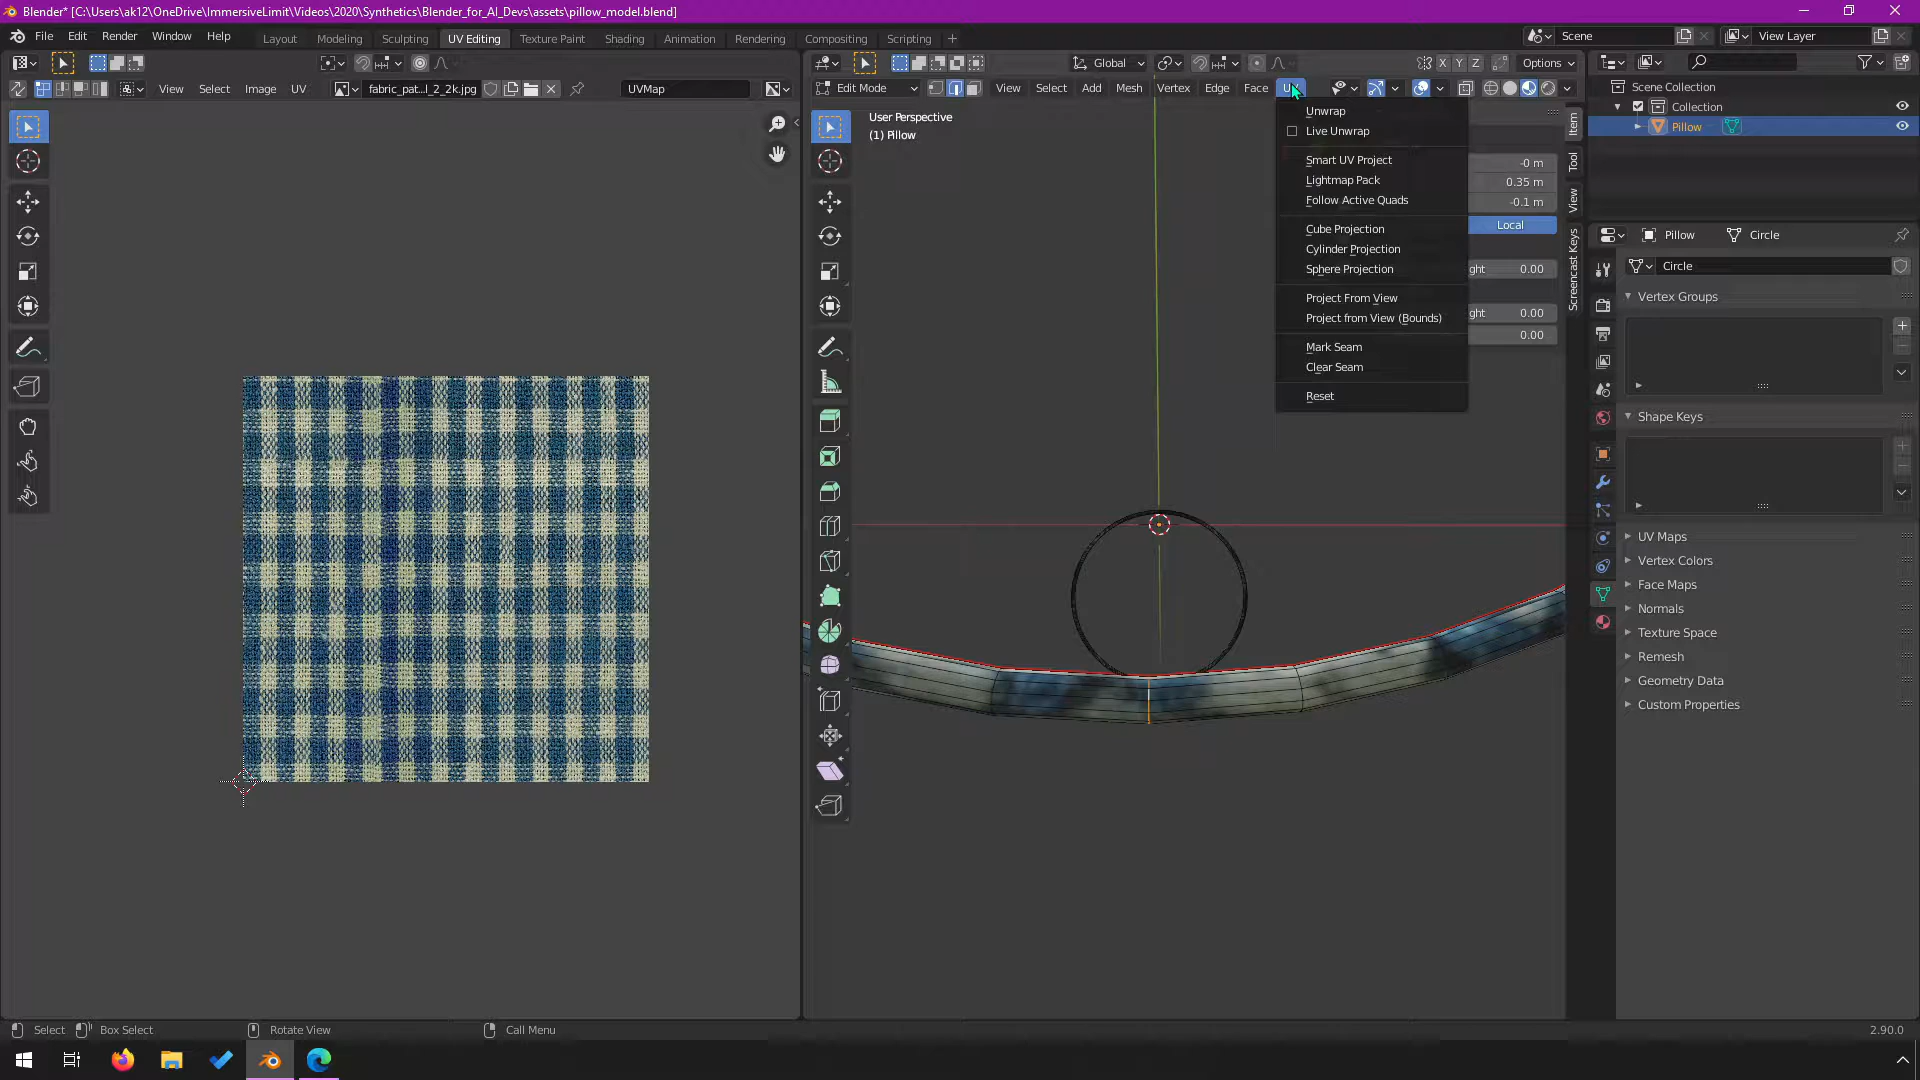 Blender* [C:\Users\ak12\OneDrive\ImmersiveLimit\Videos\2020\Synthetics\Blender_for_AI_Devs\assets\pillow_model.blend]
File Edit Render Window Help Layout Modeling Sculpting UV Editing Texture Paint Shading Animation Rendering Compositing Scripting + Scene View Layer
Global X Y Z Options
View Select Image UV fabric_pat...l_2_2k.jpg UVMap Edit Mode View Select Add Mesh Vertex Edge Face
Scene Collection
Collection
Pillow
User Perspective
(1) Pillow
Unwrap
Live Unwrap
Smart UV Project
Lightmap Pack
Follow Active Quads
Cube Projection
Cylinder Projection
Sphere Projection
Project From View
Project from View (Bounds)
Mark Seam
Clear Seam
Reset
-0 m
0.35 m
-0.1 m
Local
ght 0.00
ght 0.00
0.00
Item
Tool
View
Screencast Keys
Pillow Circle
Circle
Vertex Groups
Shape Keys
UV Maps
Vertex Colors
Face Maps
Normals
Texture Space
Remesh
Geometry Data
Custom Properties
Select Box Select Rotate View Call Menu 2.90.0